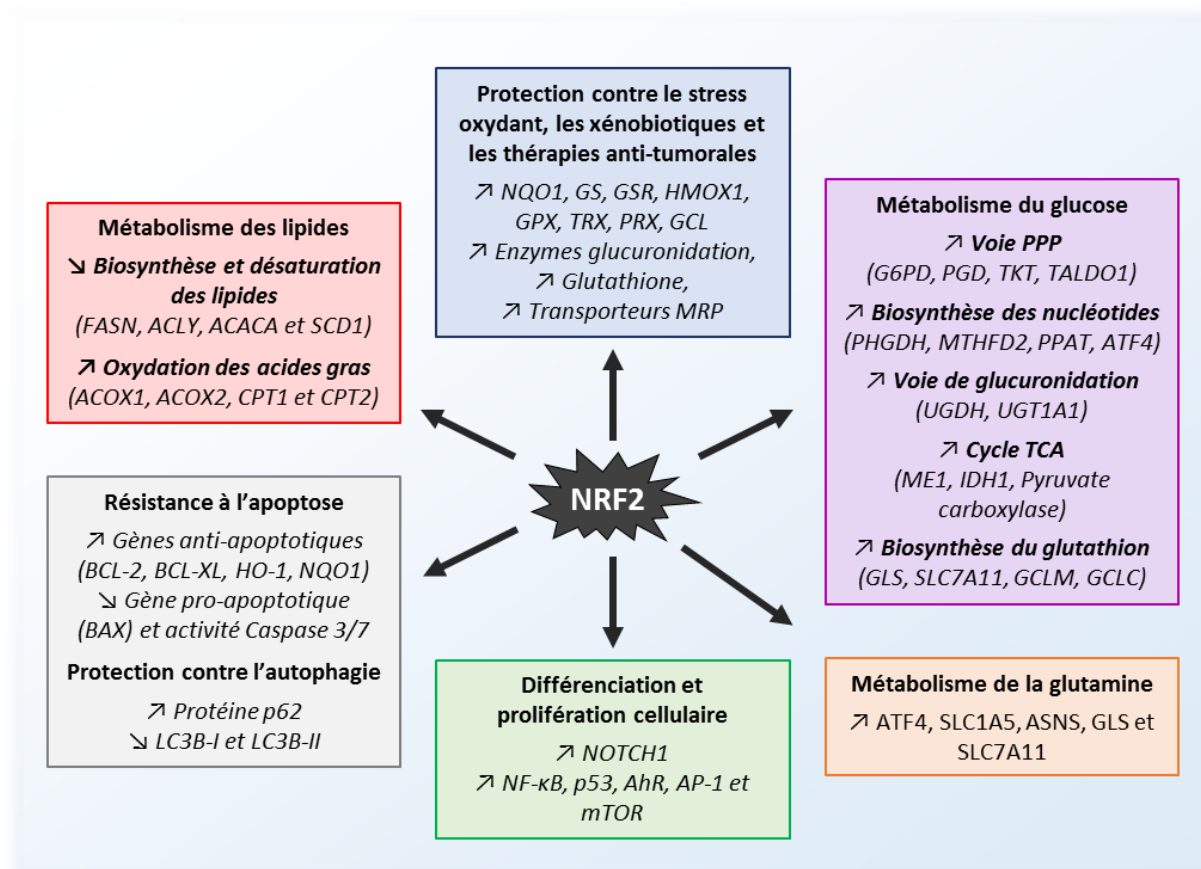 Protection contre le stress
oxydant, les xénobiotiques et
les thérapies anti-tumorales
↗ NQO1, GS, GSR, HMOX1,
GPX, TRX, PRX, GCL
↗ Enzymes glucuronidation,
↗ Glutathione,
↗ Transporteurs MRP
Métabolisme des lipides
↘ Biosynthèse et désaturation
des lipides
(FASN, ACLY, ACACA et SCD1)
↗ Oxydation des acides gras
(ACOX1, ACOX2, CPT1 et CPT2)
Métabolisme du glucose
↗ Voie PPP
(G6PD, PGD, TKT, TALDO1)
↗ Biosynthèse des nucléotides
(PHGDH, MTHFD2, PPAT, ATF4)
↗ Voie de glucuronidation
(UGDH, UGT1A1)
↗ Cycle TCA
(ME1, IDH1, Pyruvate
carboxylase)
↗ Biosynthèse du glutathion
(GLS, SLC7A11, GCLM, GCLC)
NRF2
Résistance à l’apoptose
↗ Gènes anti-apoptotiques
(BCL-2, BCL-XL, HO-1, NQO1)
↘ Gène pro-apoptotique
(BAX) et activité Caspase 3/7
Protection contre l’autophagie
↗ Protéine p62
↘ LC3B-I et LC3B-II
Différenciation et
prolifération cellulaire
↗ NOTCH1
↗ NF-κB, p53, AhR, AP-1 et
mTOR
Métabolisme de la glutamine
↗ ATF4, SLC1A5, ASNS, GLS et
SLC7A11